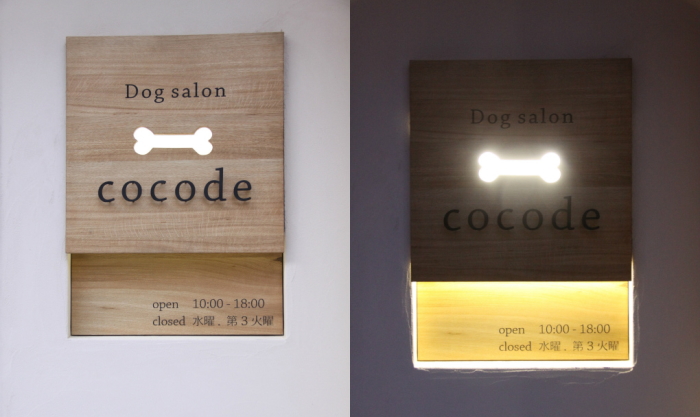 Dog salon
cocode
open 10:00 - 18:00
closed 水曜 . 第 3 火曜
Dog salon
cocode
open 10:00 - 18:00
closed 水曜 . 第 3 火曜